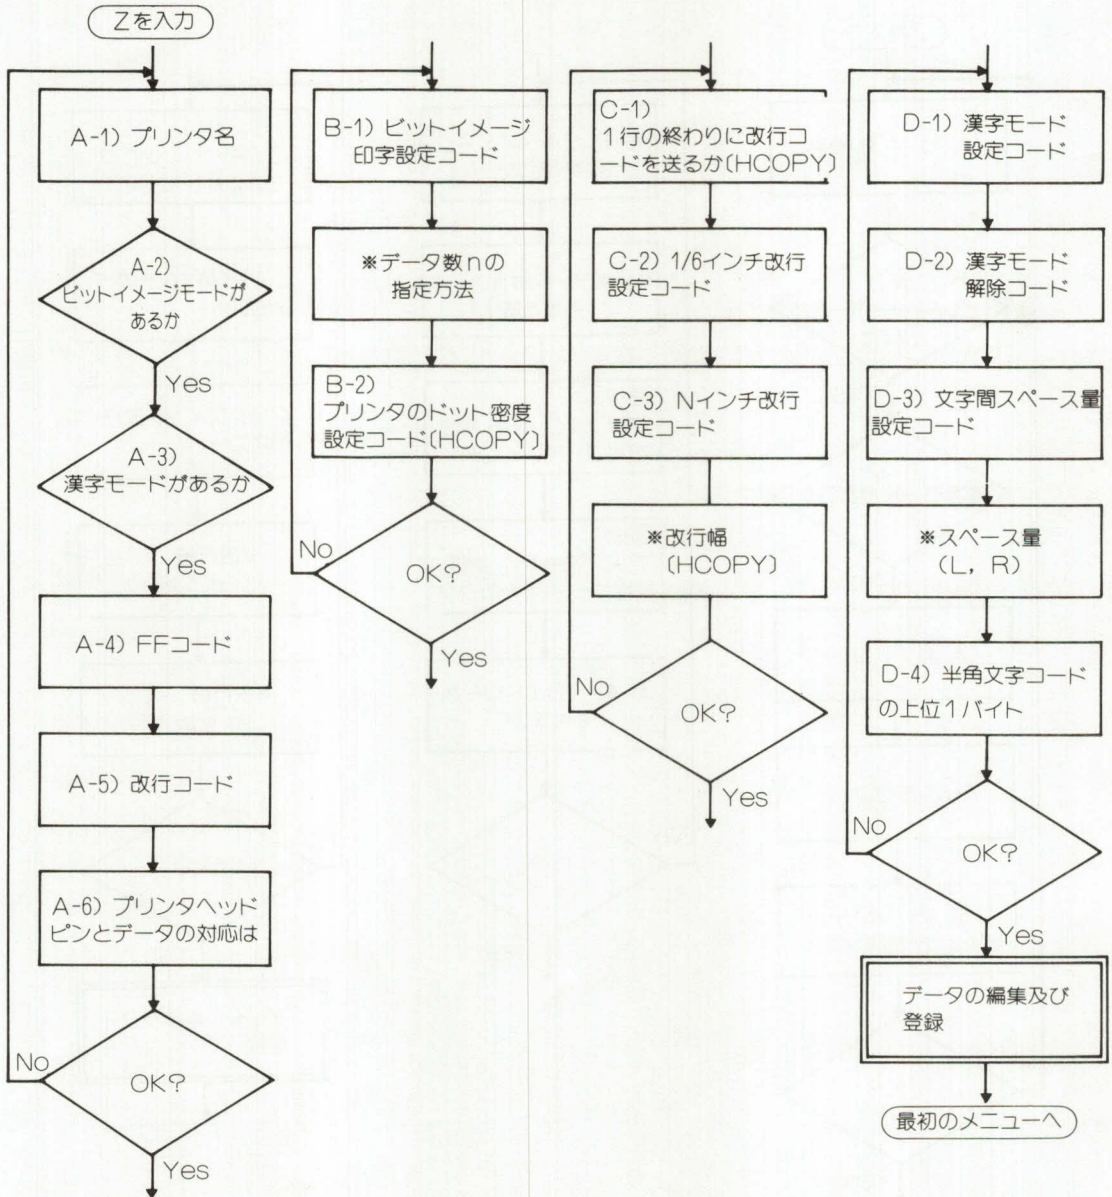 Zを入力
A-1) プリンタ名
A-2)
ビットイメージモードが
あるか
Yes
A-3)
漢字モードがあるか
Yes
A-4) FFコード
A-5) 改行コード
A-6) プリンタヘッド
ピンとデータの対応は
No
OK?
Yes
B-1) ビットイメージ
印字設定コード
※データ数nの
指定方法
B-2)
プリンタのドット密度
設定コード(HCOPY)
No
OK?
Yes
C-1)
1行の終わりに改行コ
ードを送るか(HCOPY)
C-2) 1/6インチ改行
設定コード
C-3) Nインチ改行
設定コード
※改行幅
(HCOPY)
No
OK?
Yes
D-1) 漢字モード
設定コード
D-2) 漢字モード
解除コード
D-3) 文字間スペース量
設定コード
※スペース量
(L, R)
D-4) 半角文字コード
の上位1バイト
No
OK?
Yes
データの編集及び
登録
最初のメニューへ